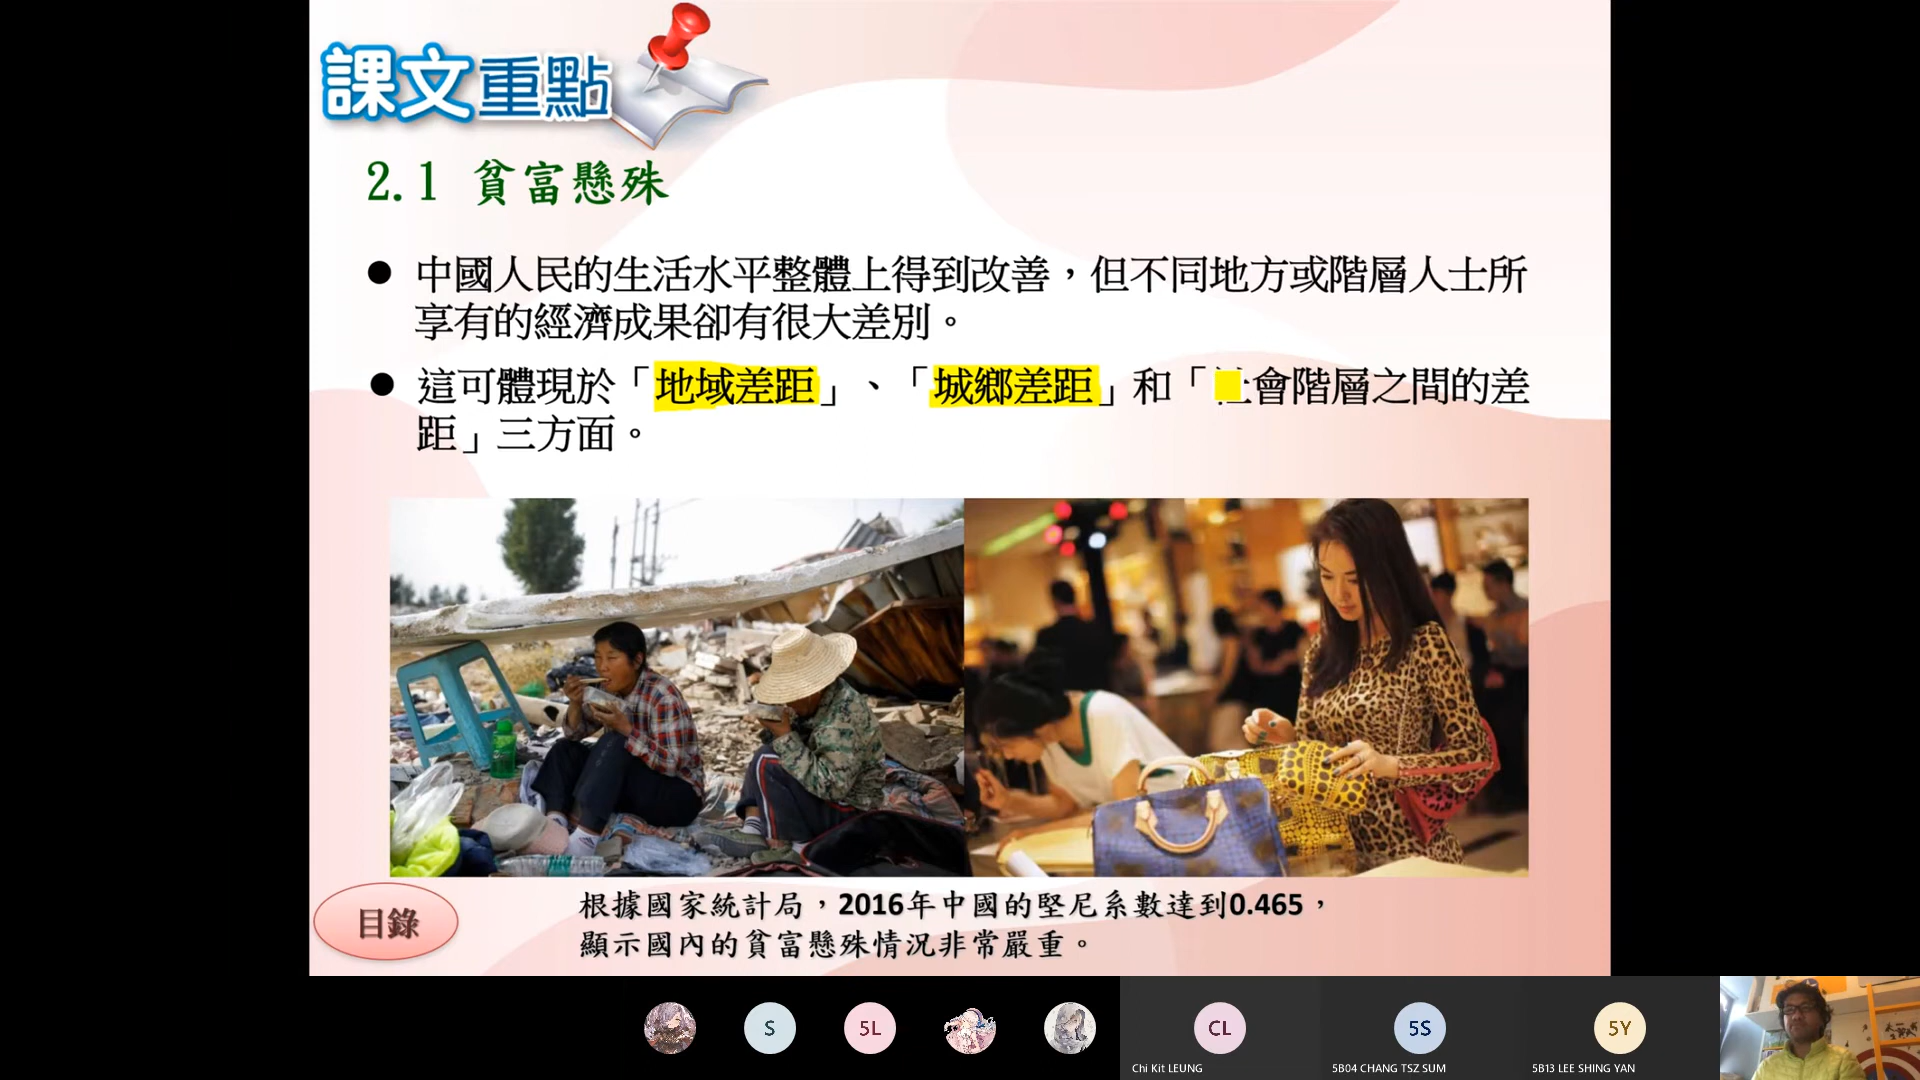 課文重點
2.1 貧富懸殊
● 中國人民的生活水平整體上得到改善，但不同地方或階層人士所
享有的經濟成果卻有很大差別。
● 這可體現於「地域差距」、「城鄉差距」和「社會階層之間的差
距」三方面。
目錄
根據國家統計局，2016年中國的堅尼系數達到0.465，
顯示國內的貧富懸殊情況非常嚴重。
S
5L
CL
5S
5Y
Chi Kit LEUNG
5B04 CHANG TSZ SUM
5B13 LEE SHING YAN